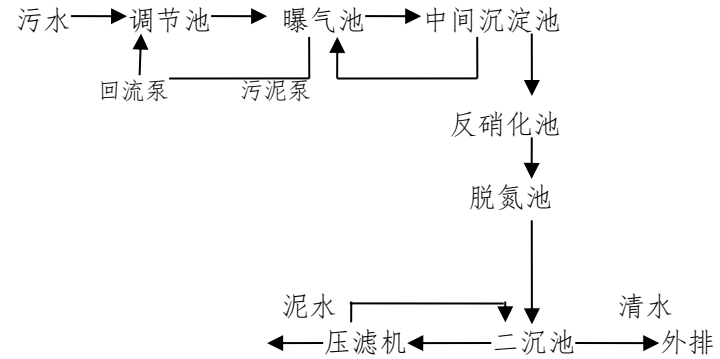 污水 调节池 曝气池 中间沉淀池
回流泵 污泥泵
反硝化池
脱氮池
泥水 清水
压滤机 二沉池 外排